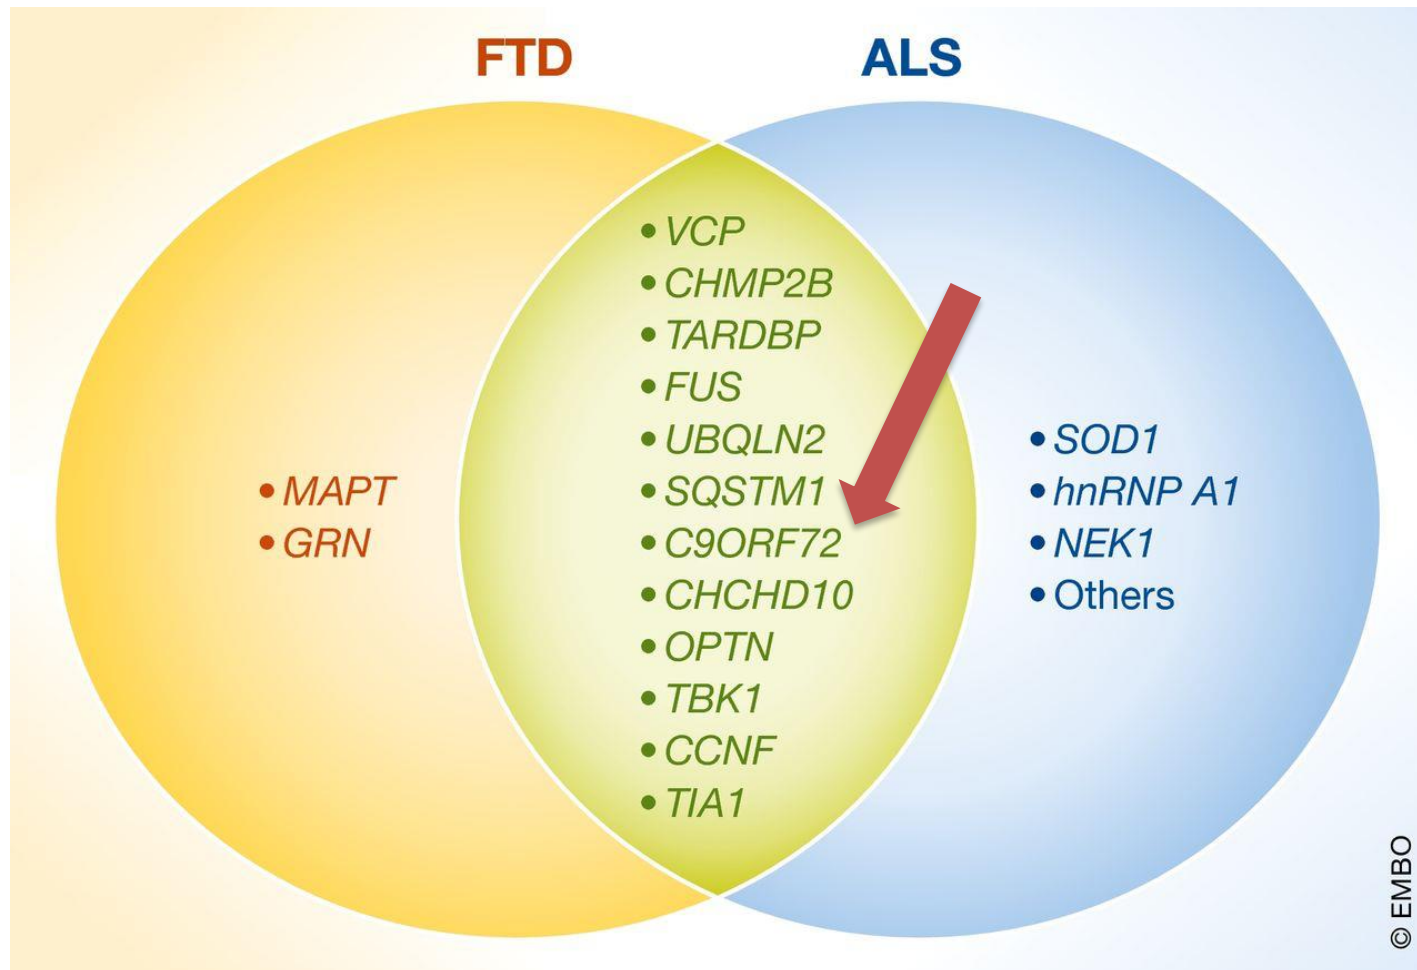 FTD
ALS
• VCP
• CHMP2B
• TARDBP
• FUS
• UBQLN2
• SQSTM1
• C9ORF72
• CHCHD10
• OPTN
• TBK1
• CCNF
• TIA1
• MAPT
• GRN
• SOD1
• hnRNP A1
• NEK1
• Others
© EMBO